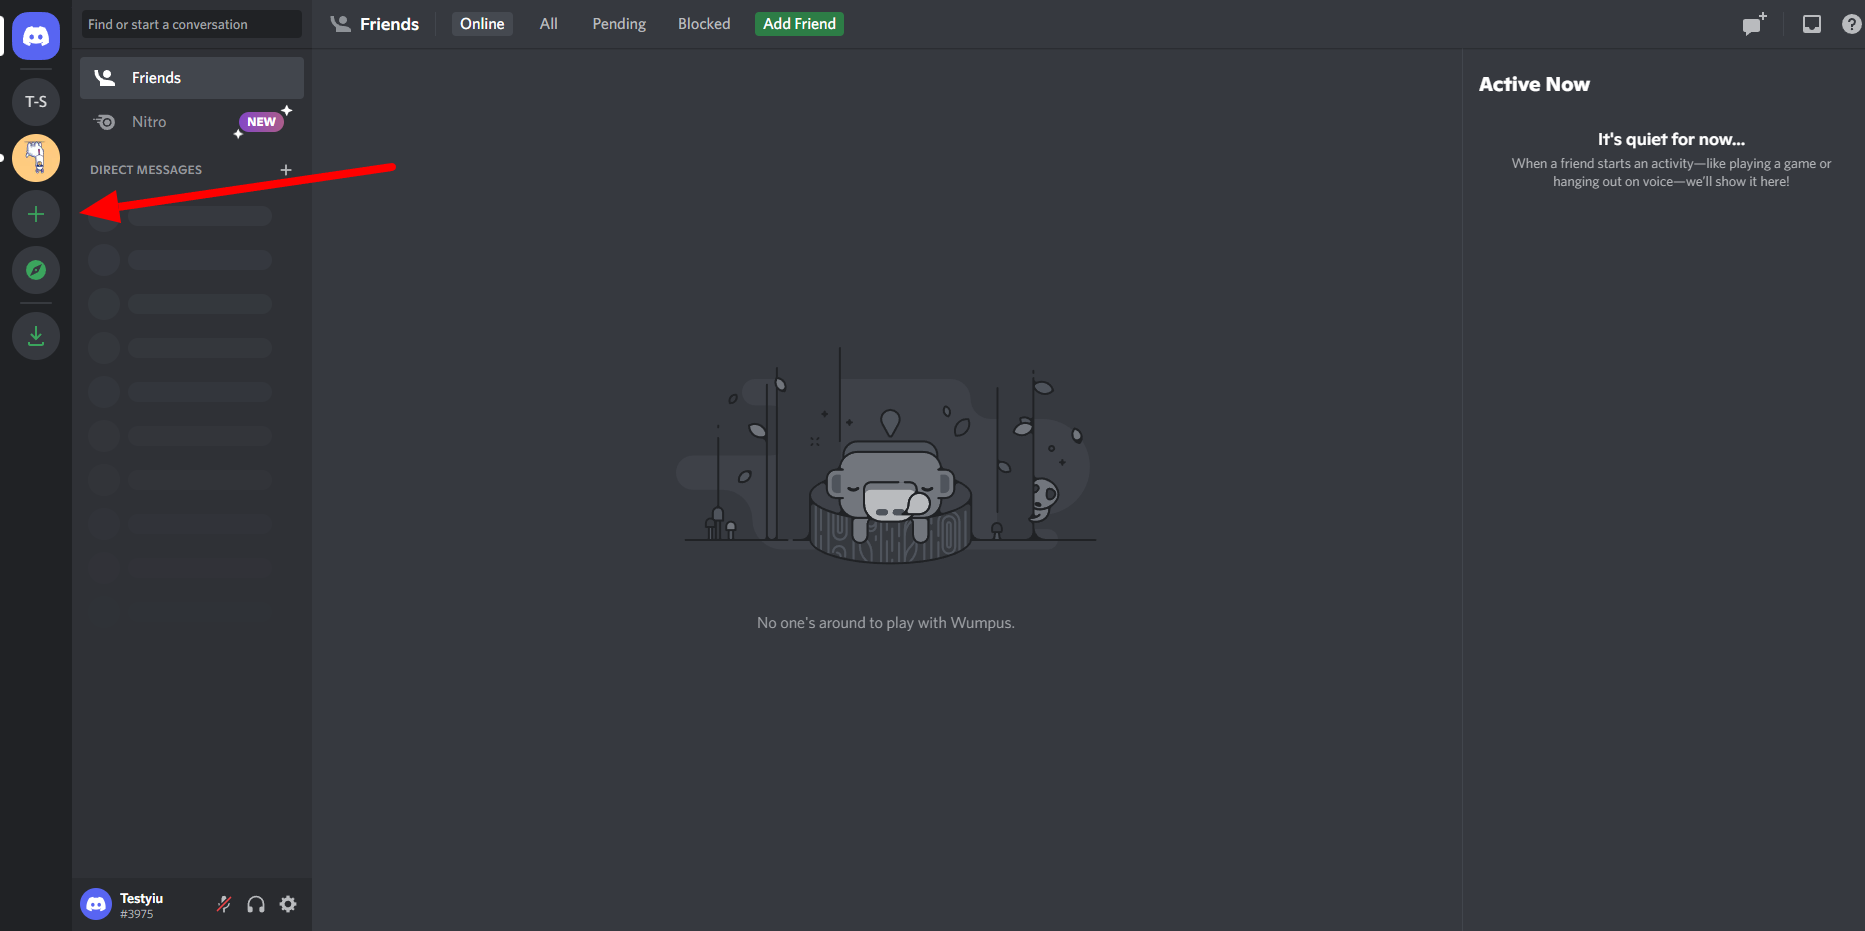 Find or start a conversation
Friends
Online
All
Pending
Blocked
Add Friend
T-S
Friends
Nitro
NEW
DIRECT MESSAGES
Active Now
It's quiet for now...
When a friend starts an activity—like playing a game or
hanging out on voice—we'll show it here!
No one's around to play with Wumpus.
Testyiu
#3975